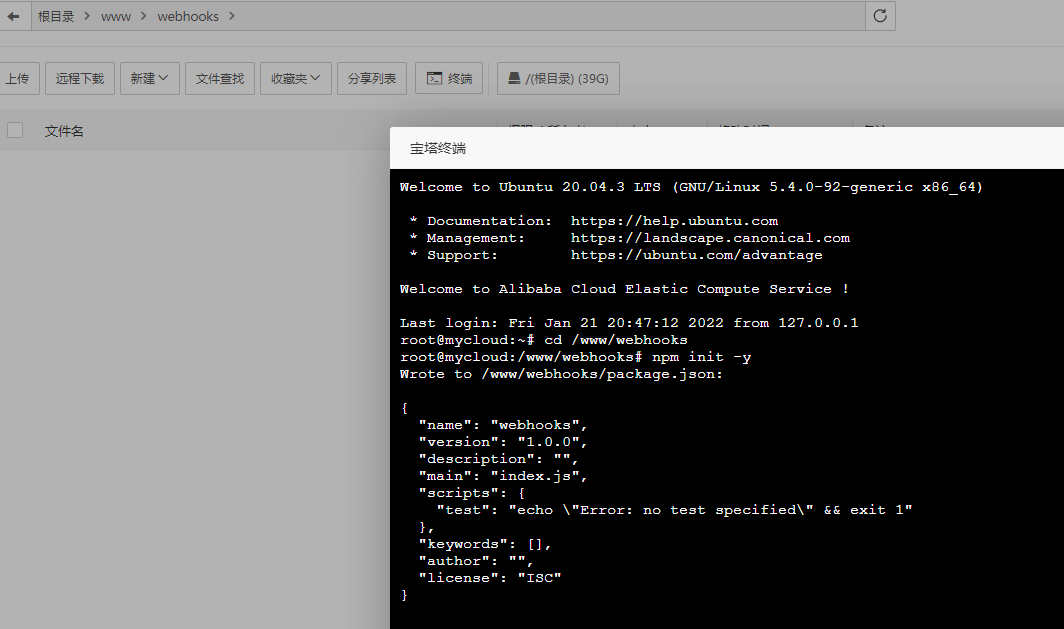 根目录 www webhooks
上传 远程下载 新建 文件查找 收藏夹 分享列表 终端 /(根目录) (39G)
文件名
宝塔终端
Welcome to Ubuntu 20.04.3 LTS (GNU/Linux 5.4.0-92-generic x86_64)
* Documentation: https://help.ubuntu.com
* Management: https://landscape.canonical.com
* Support: https://ubuntu.com/advantage
Welcome to Alibaba Cloud Elastic Compute Service !
Last login: Fri Jan 21 20:47:12 2022 from 127.0.0.1
root@mycloud:~# cd /www/webhooks
root@mycloud:/www/webhooks# npm init -y
Wrote to /www/webhooks/package.json:
{
"name": "webhooks",
"version": "1.0.0",
"description": "",
"main": "index.js",
"scripts": {
"test": "echo \"Error: no test specified\" && exit 1"
},
"keywords": [],
"author": "",
"license": "ISC"
}